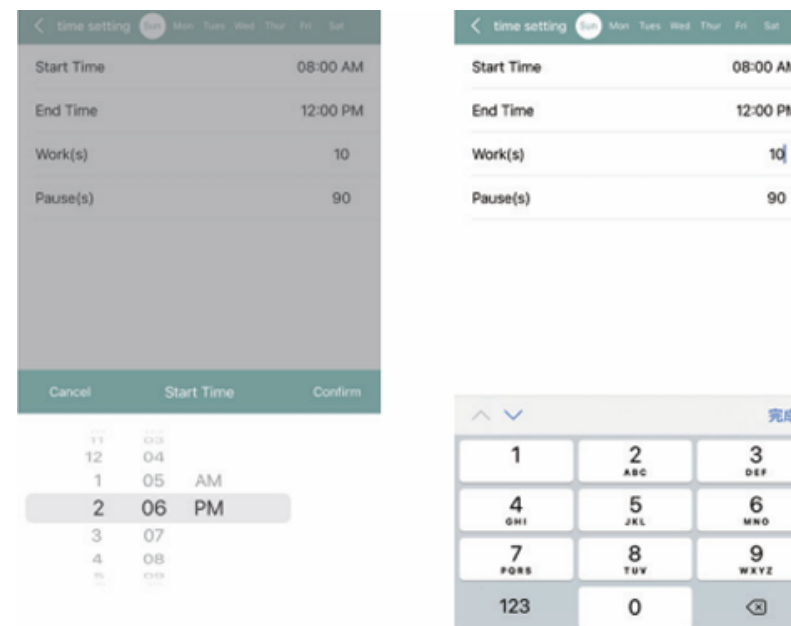 time setting Sun Mon Tues Wed Thur Fri Sat
Start Time 08:00 AM
End Time 12:00 PM
Work(s) 10
Pause(s) 90
Cancel Start Time Confirm
11 03
12 04
1 05 AM
2 06 PM
3 07
4 08
5 09
time setting Sun Mon Tues Wed Thur Fri Sat
Start Time 08:00 AM
End Time 12:00 PM
Work(s) 10
Pause(s) 90
完成
1 2 3
ABC DEF
4 5 6
GHI JKL MNO
7 8 9
PQRS TUV WXYZ
123 0